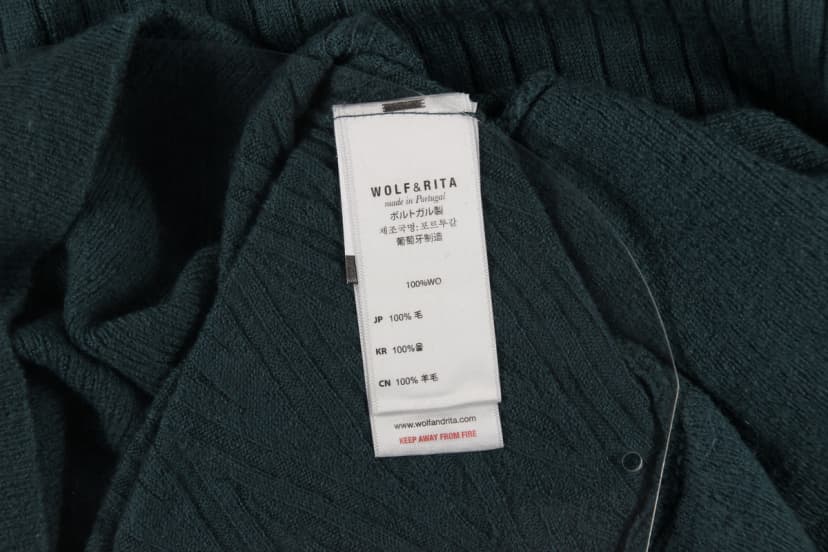 WOLF&RITA
made in Portugal
ポルトガル製
제조국명: 포르투갈
葡萄牙制造
100%WO
JP 100% 毛
KR 100%울
CN 100% 羊毛
www.wolfandrita.com
KEEP AWAY FROM FIRE